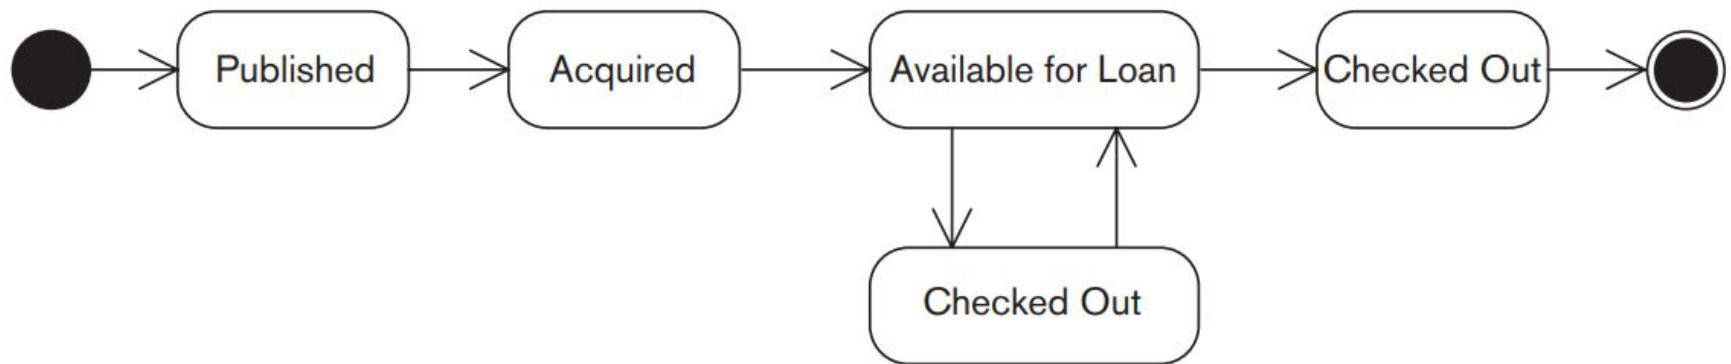 Published
Acquired
Available for Loan
Checked Out
Checked Out